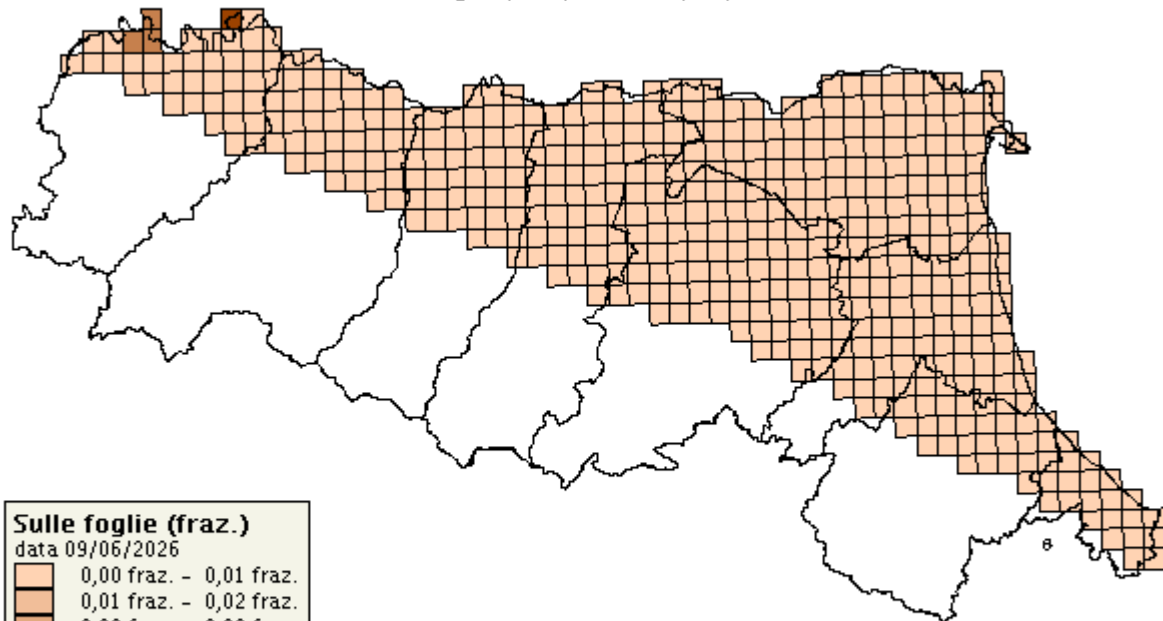 Sulle foglie (fraz.)
data 09/06/2026
0,00 fraz. - 0,01 fraz.
0,01 fraz. - 0,02 fraz.